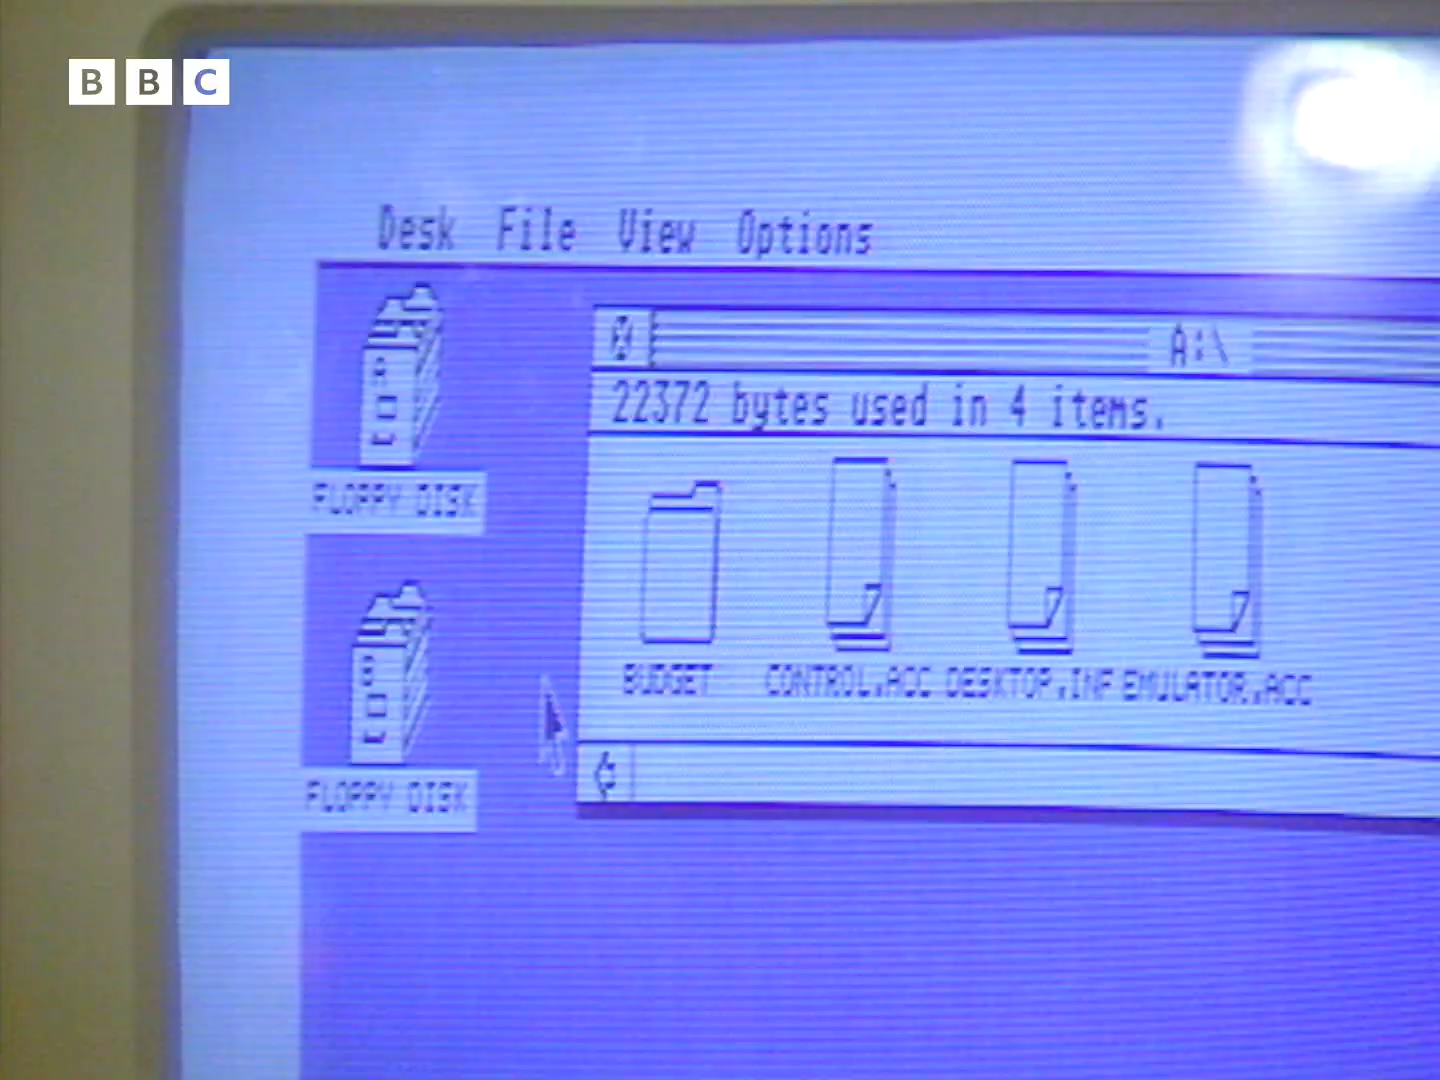 BBC
Desk File View Options
A:\
22372 bytes used in 4 items.
A
FLOPPY DISK
BUDGET CONTROL.ACC DESKTOP.INF EMULATOR.ACC
B
FLOPPY DISK